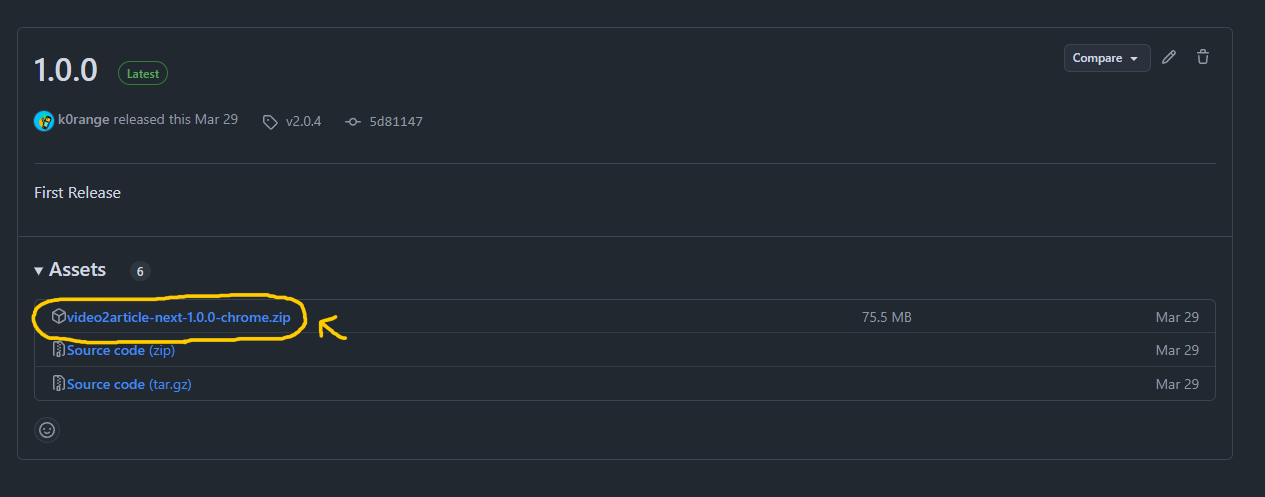 1.0.0 Latest Compare
k0range released this Mar 29 v2.0.4 5d81147
First Release
Assets 6
video2article-next-1.0.0-chrome.zip 75.5 MB Mar 29
Source code (zip) Mar 29
Source code (tar.gz) Mar 29